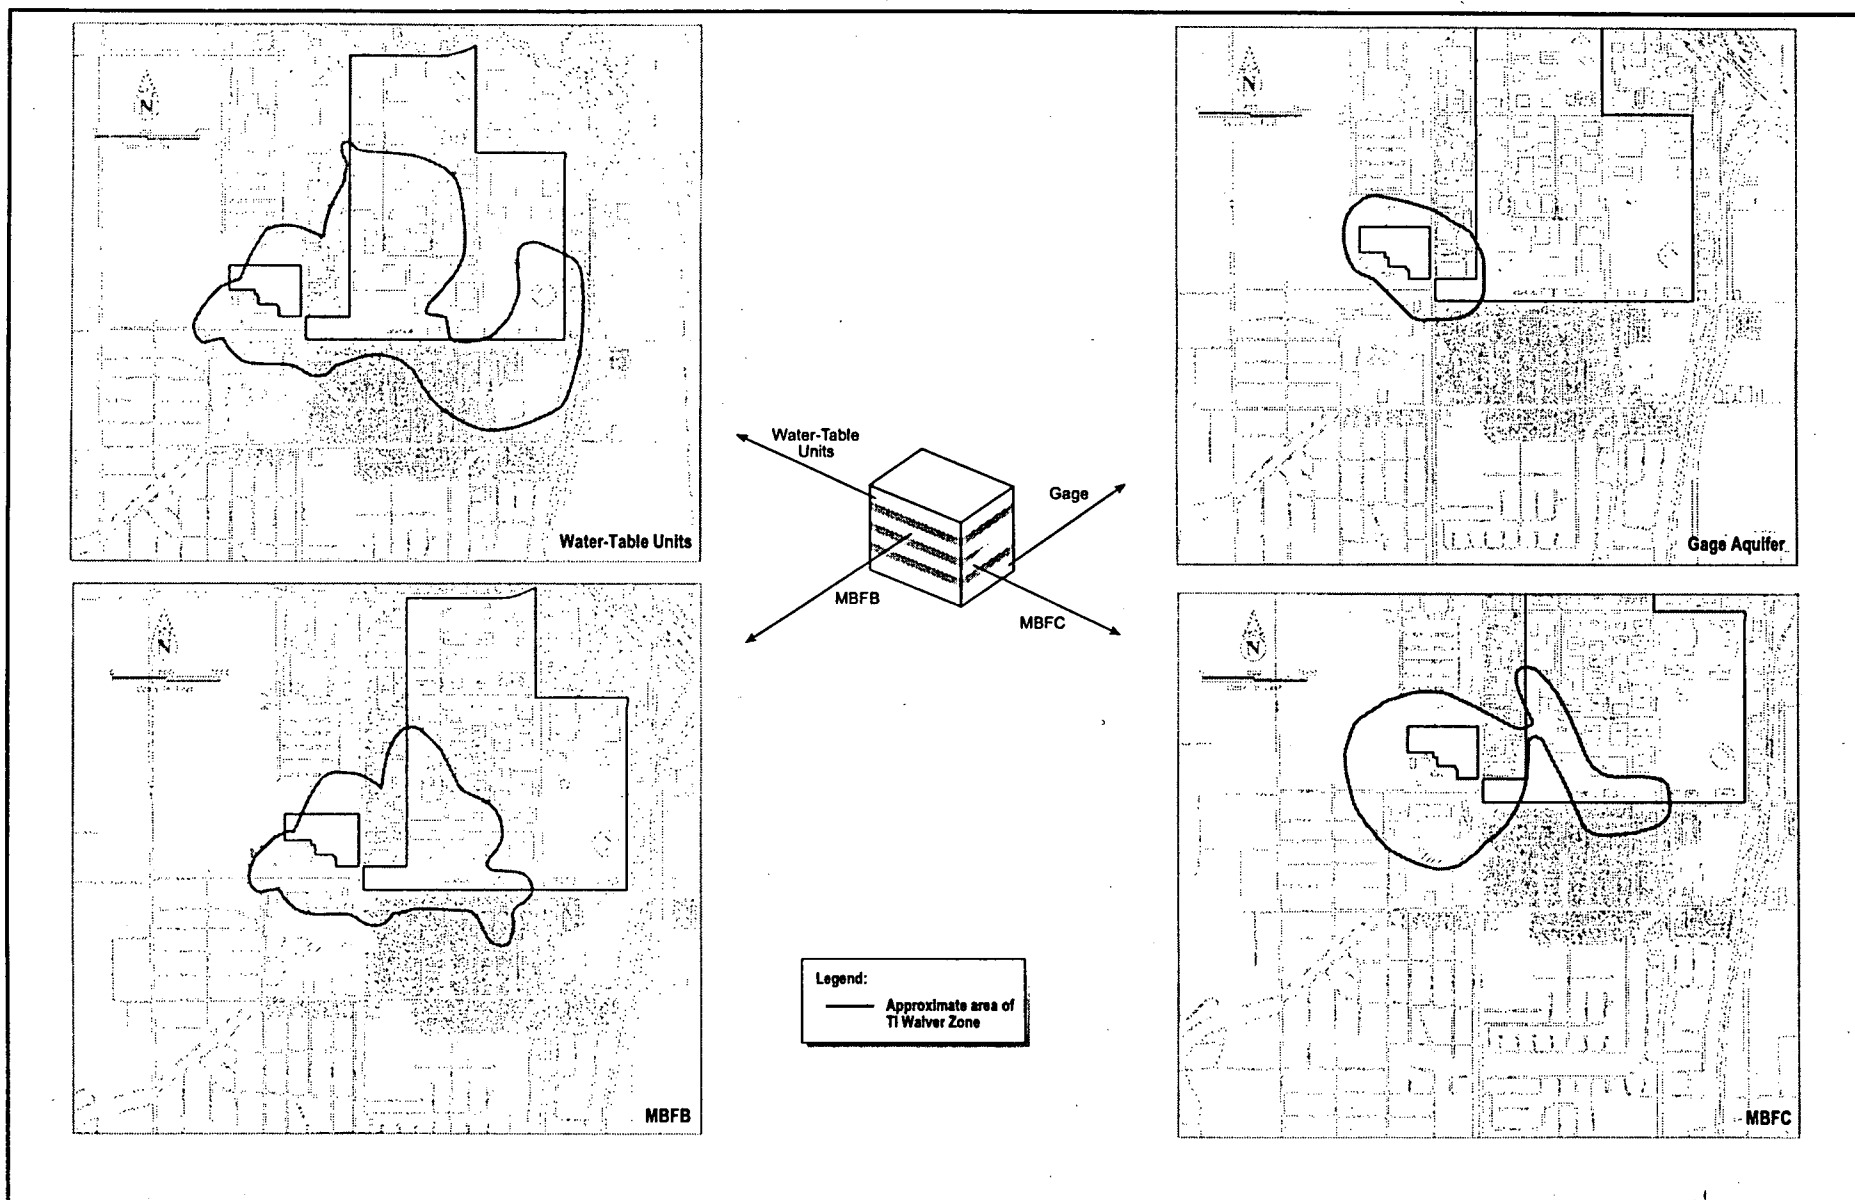 N
Water-Table Units
N
Gage Aquifer
Water-Table
Units
Gage
MBFB
MBFC
N
MBFB
N
MBFC
Legend:
Approximate area of
TI Waiver Zone